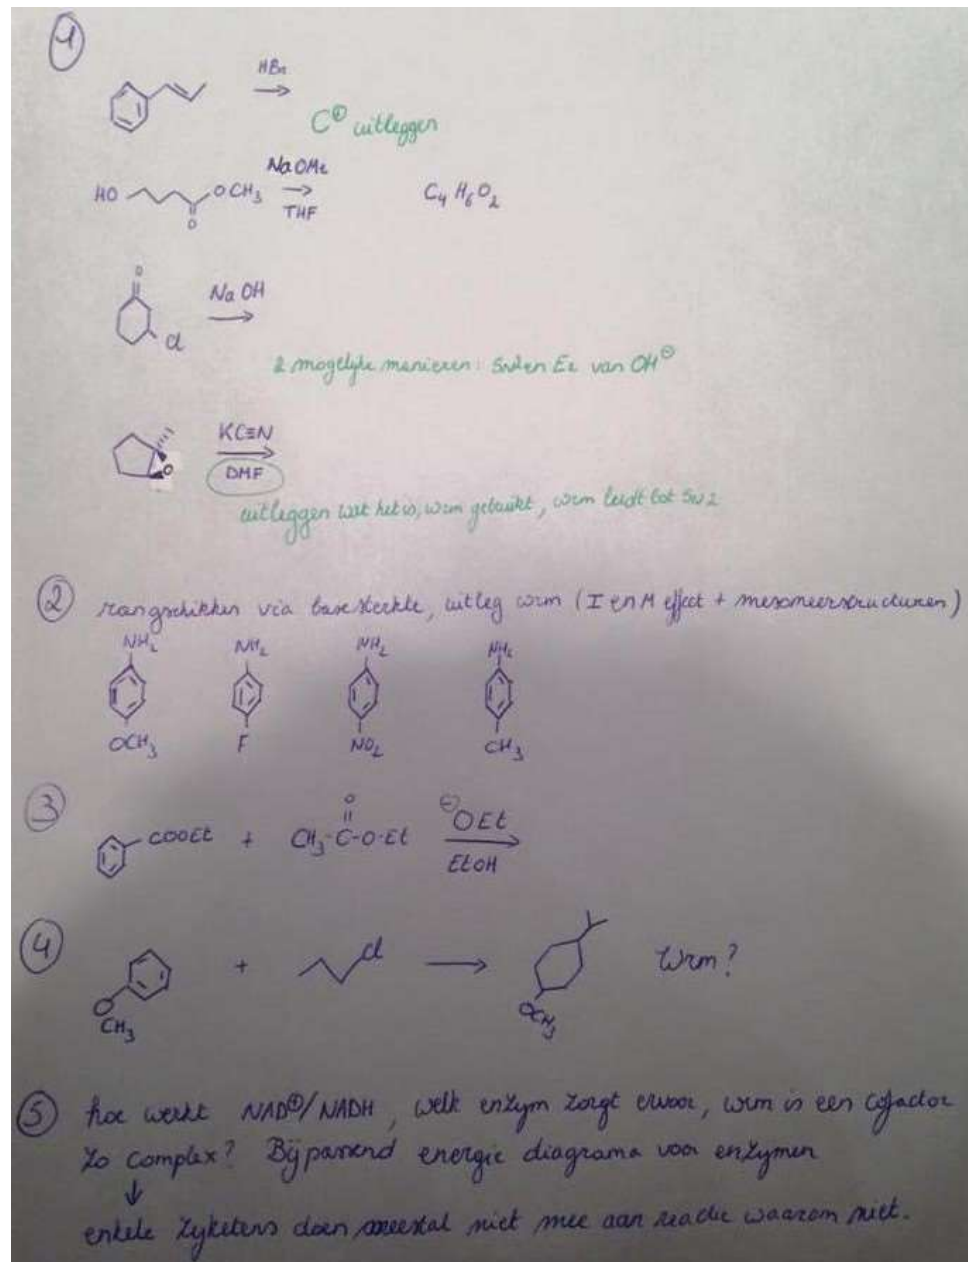 1
HBr
C⊕ uitleggen
HO OCH3 NaOMe C4H6O2
O THF
O
NaOH
Cl
2 mogelijke manieren: SN2 en E2 van OH⊖
KC≡N
O DMF
uitleggen wat het is, wrm gebruikt, wrm leidt tot SN2
2 rangschikken via basesterkte, uitleg wrm (I en M effect + mesomeerstructuren)
NH2 NH2 NH2 NH2
OCH3 F NO2 CH3
3
COOEt + CH3-C-O-Et ⊖OEt
O EtOH
4
+ Cl Wrm?
O
CH3 OCH3
5 hoe werkt NAD⊕/NADH, welk enzym zorgt ervoor, wrm is een cofactor
zo complex? Bijpassend energie diagrama voor enzymen
↓
enkele zijketens doen meestal niet mee aan reactie waarom niet.